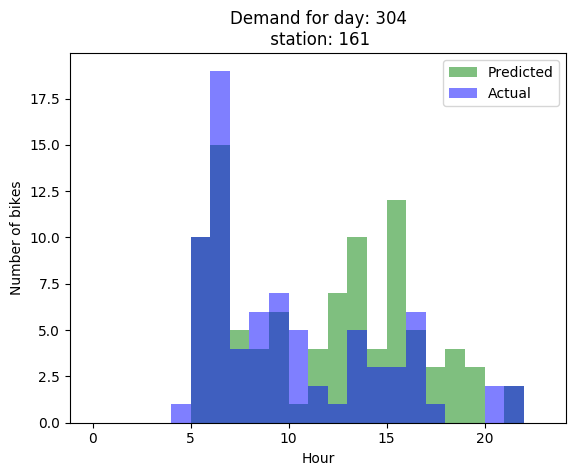 Demand for day: 304
station: 161
Predicted
Actual
Number of bikes
17.5
15.0
12.5
10.0
7.5
5.0
2.5
0.0
0
5
10
15
20
Hour